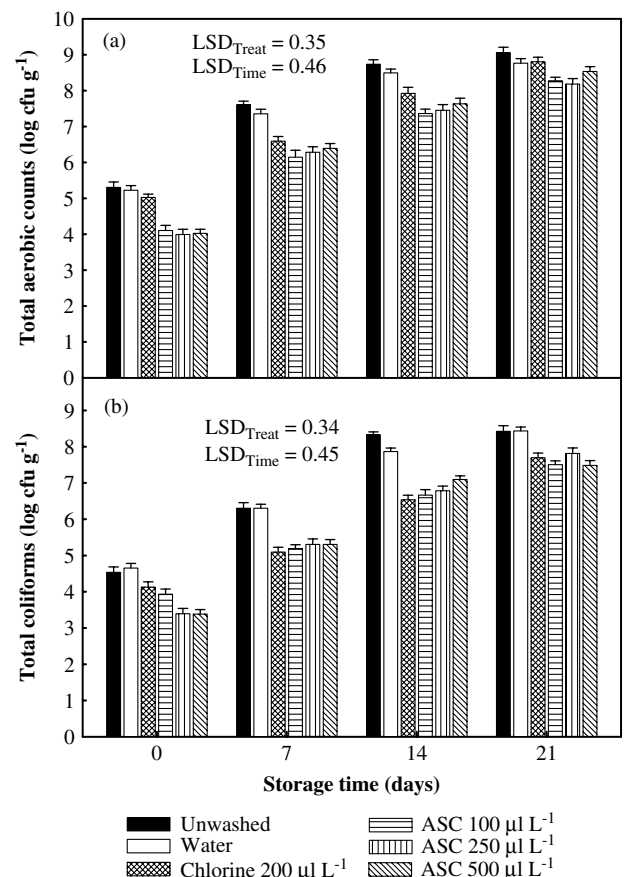 10
(a)
LSD_Treat = 0.35
LSD_Time = 0.46
9
8
7
6
5
4
3
2
1
0
Total aerobic counts (log cfu g⁻¹)
(b)
LSD_Treat = 0.34
LSD_Time = 0.45
9
8
7
6
5
4
3
2
1
0
Total coliforms (log cfu g⁻¹)
0 7 14 21
Storage time (days)
Unwashed
Water
Chlorine 200 µl L⁻¹
ASC 100 µl L⁻¹
ASC 250 µl L⁻¹
ASC 500 µl L⁻¹